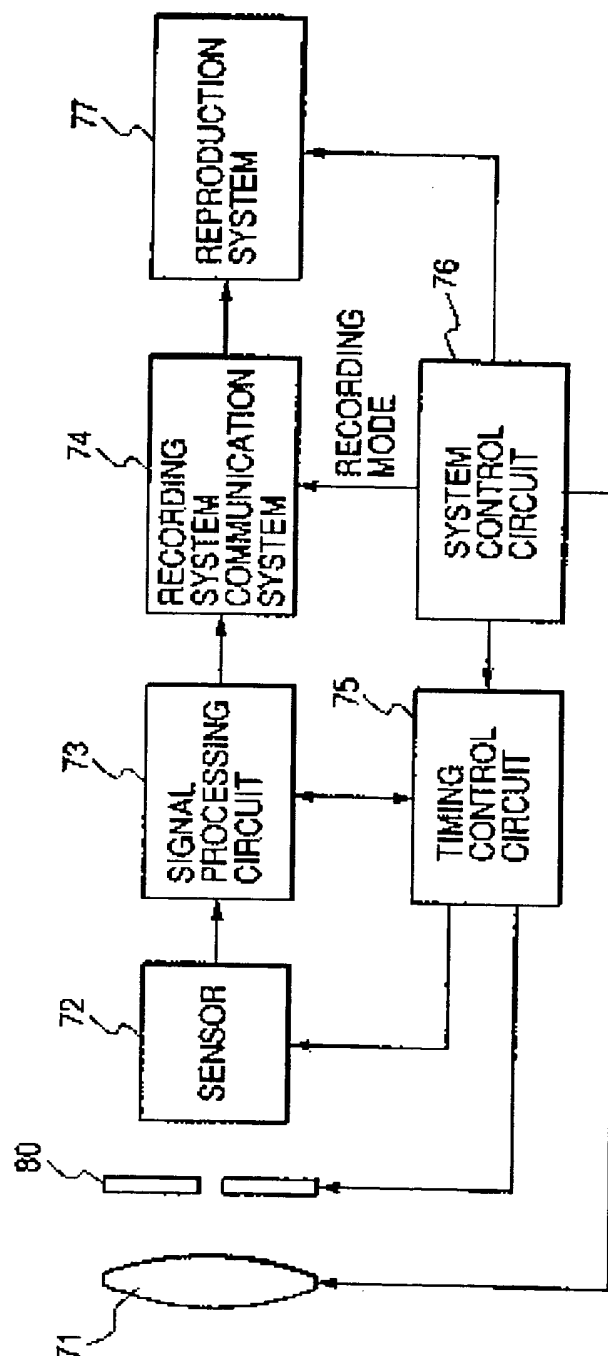 71
80
72
SENSOR
73
SIGNAL
PROCESSING
CIRCUIT
74
RECORDING
SYSTEM
COMMUNICATION
SYSTEM
77
REPRODUCTION
SYSTEM
RECORDING
MODE
75
TIMING
CONTROL
CIRCUIT
76
SYSTEM
CONTROL
CIRCUIT